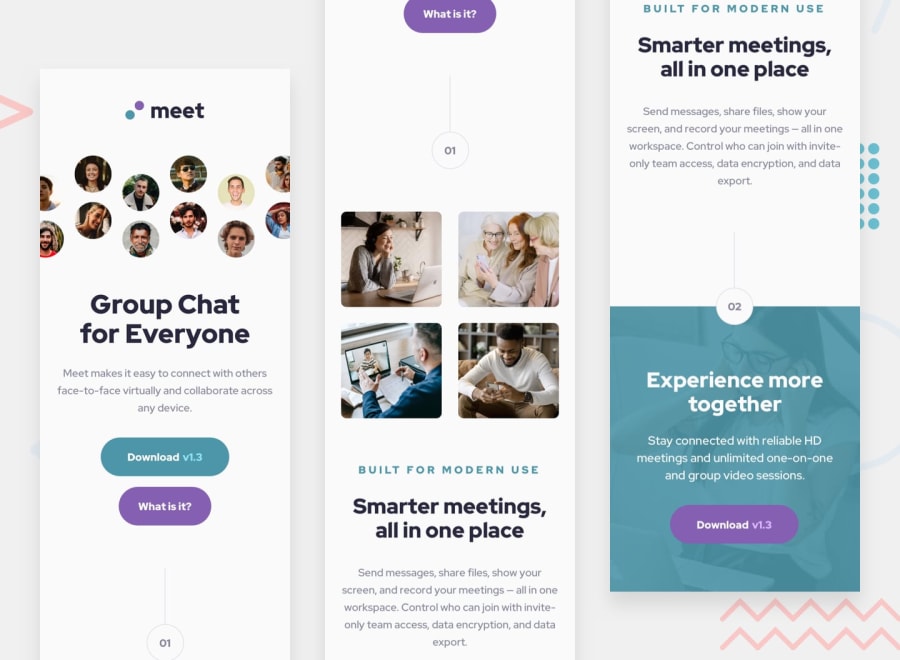 meet
Group Chat
for Everyone
Meet makes it easy to connect with others
face-to-face virtually and collaborate across
any device.
Download v1.3
What is it?
01
What is it?
01
BUILT FOR MODERN USE
Smarter meetings,
all in one place
Send messages, share files, show your
screen, and record your meetings — all in one
workspace. Control who can join with invite-
only team access, data encryption, and data
export.
BUILT FOR MODERN USE
Smarter meetings,
all in one place
Send messages, share files, show your
screen, and record your meetings — all in one
workspace. Control who can join with invite-
only team access, data encryption, and data
export.
02
Experience more
together
Stay connected with reliable HD
meetings and unlimited one-on-one
and group video sessions.
Download v1.3